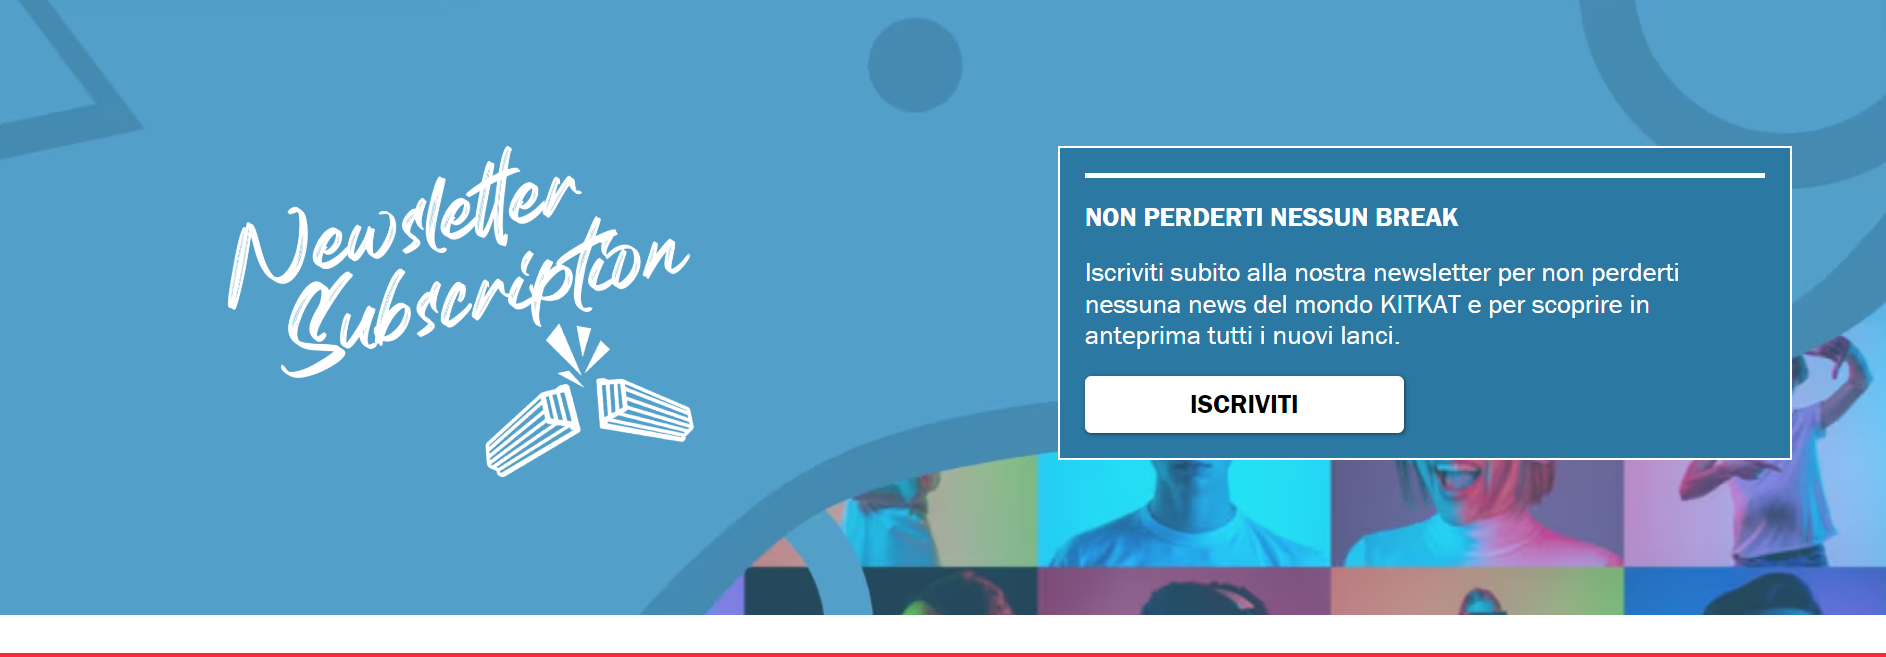 Newsletter
Subscription
NON PERDERTI NESSUN BREAK
Iscriviti subito alla nostra newsletter per non perderti
nessuna news del mondo KITKAT e per scoprire in
anteprima tutti i nuovi lanci.
ISCRIVITI